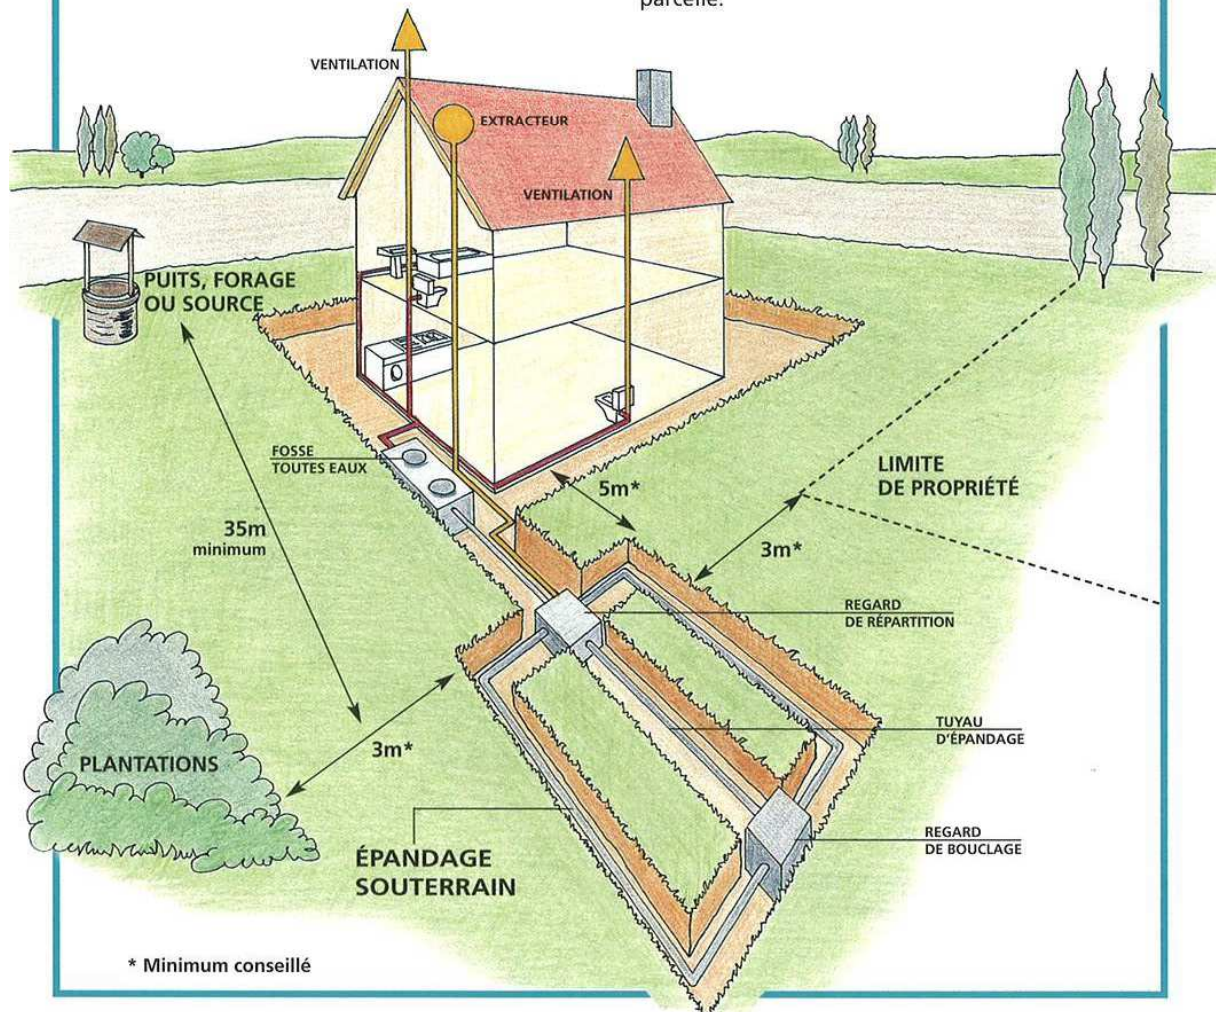 parcelle.
VENTILATION
EXTRACTEUR
VENTILATION
PUITS, FORAGE
OU SOURCE
FOSSE
TOUTES EAUX
5m*
LIMITE
DE PROPRIÉTÉ
35m
minimum
3m*
REGARD
DE RÉPARTITION
TUYAU
D'ÉPANDAGE
3m*
PLANTATIONS
REGARD
DE BOUCLAGE
ÉPANDAGE
SOUTERRAIN
* Minimum conseillé